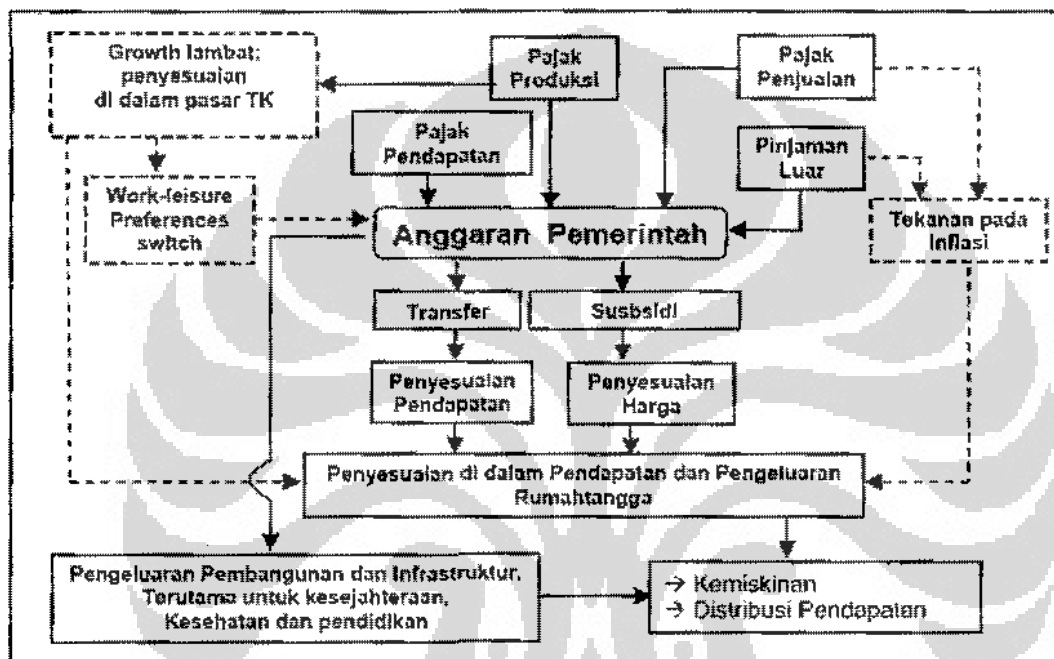 Growth lambat;
penyesuaian
di dalam pasar TK
Pajak
Produksi
Pajak
Penjualan
Pajak
Pendapatan
Pinjaman
Luar
Work-leisure
Preferences
switch
Anggaran Pemerintah
Tekanan pada
Inflasi
Transfer
Susbsidi
Penyesuaian
Pendapatan
Penyesuaian
Harga
Penyesuaian di dalam Pendapatan dan Pengeluaran
Rumahtangga
Pengeluaran Pembangunan dan Infrastruktur,
Terutama untuk kesejahteraan,
Kesehatan dan pendidikan
→ Kemiskinan
→ Distribusi Pendapatan